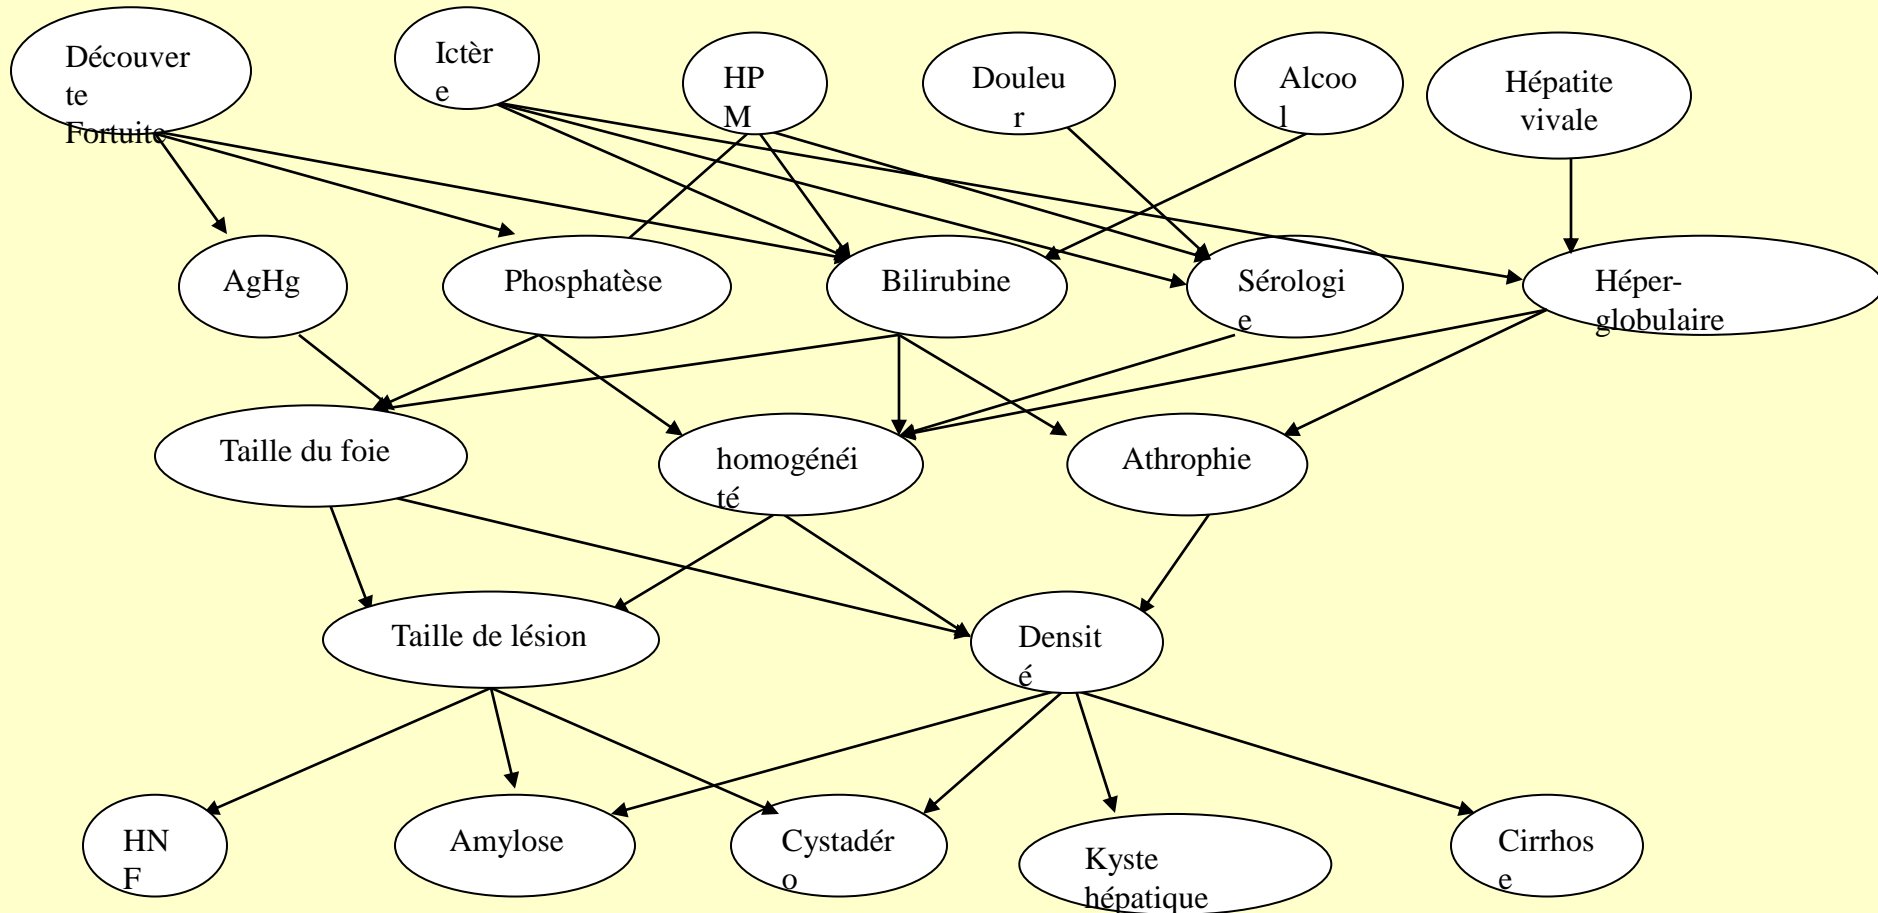 Découver
te
Fortuite
Ictèr
e
HP
M
Douleu
r
Alcoo
l
Hépatite
vivale
AgHg
Phosphatèse
Bilirubine
Sérologi
e
Héper-
globulaire
Taille du foie
homogénéi
té
Athrophie
Taille de lésion
Densit
é
HN
F
Amylose
Cystadér
o
Kyste
hépatique
Cirrhos
e